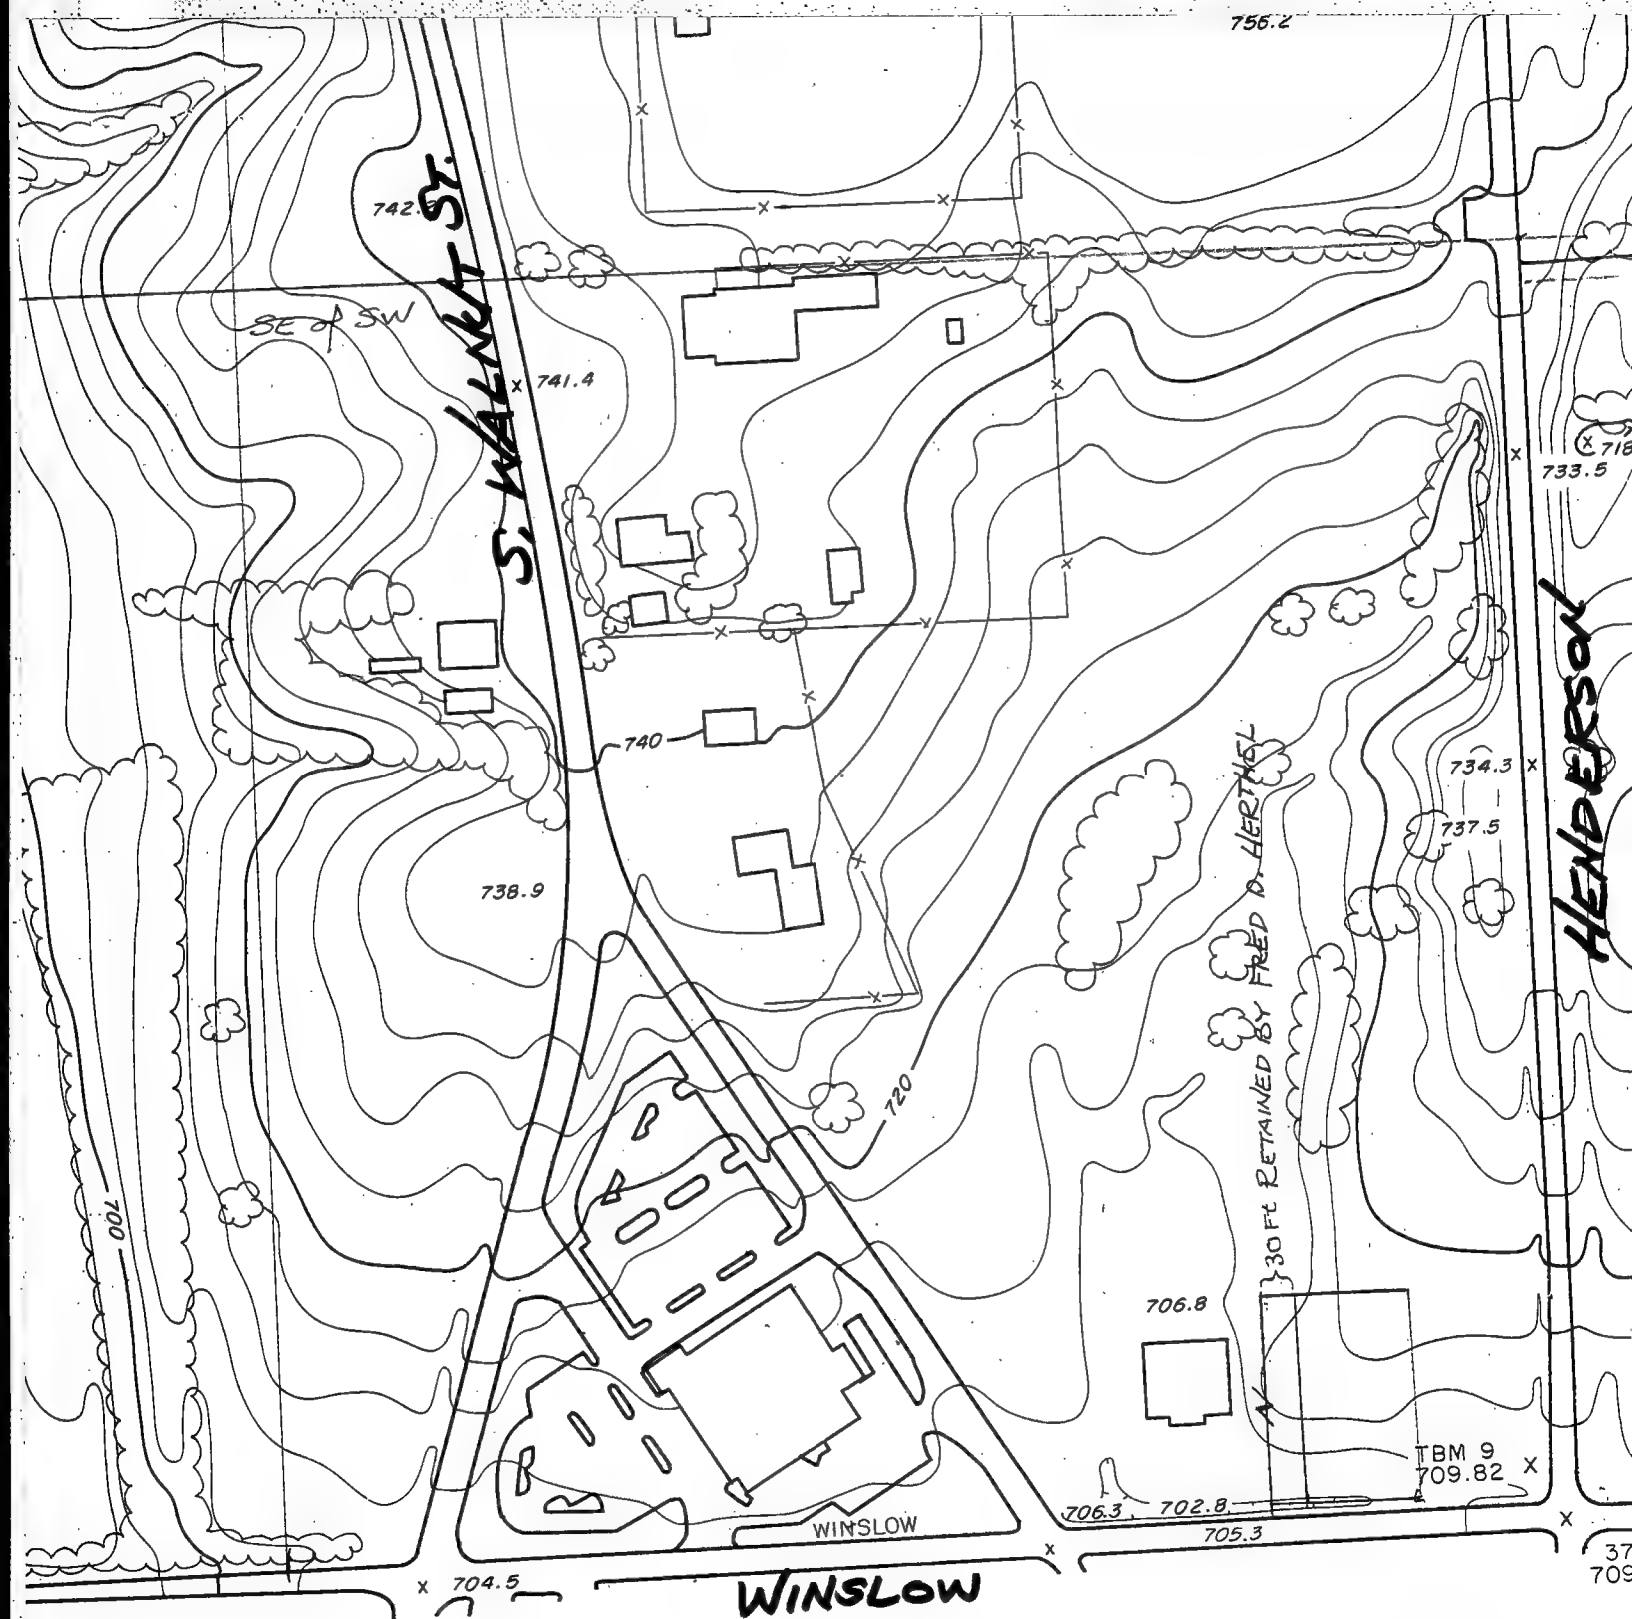 756.2
S. WALNUT ST.
SE of SW
741.4
733.5
740
734.3
737.5
738.9
HENDERSON
30 Ft RETAINED BY FRED D. HERTHEL
720
700
706.8
TBM 9
709.82
706.3
702.8
705.3
WINSLOW
704.5
WINSLOW